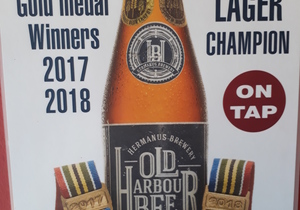 Gold Medal
Winners
2017
2018
LAGER
CHAMPION
ON
TAP
HERMANUS-BREWERY
OLD
HARBOUR
BEER
2017
2018